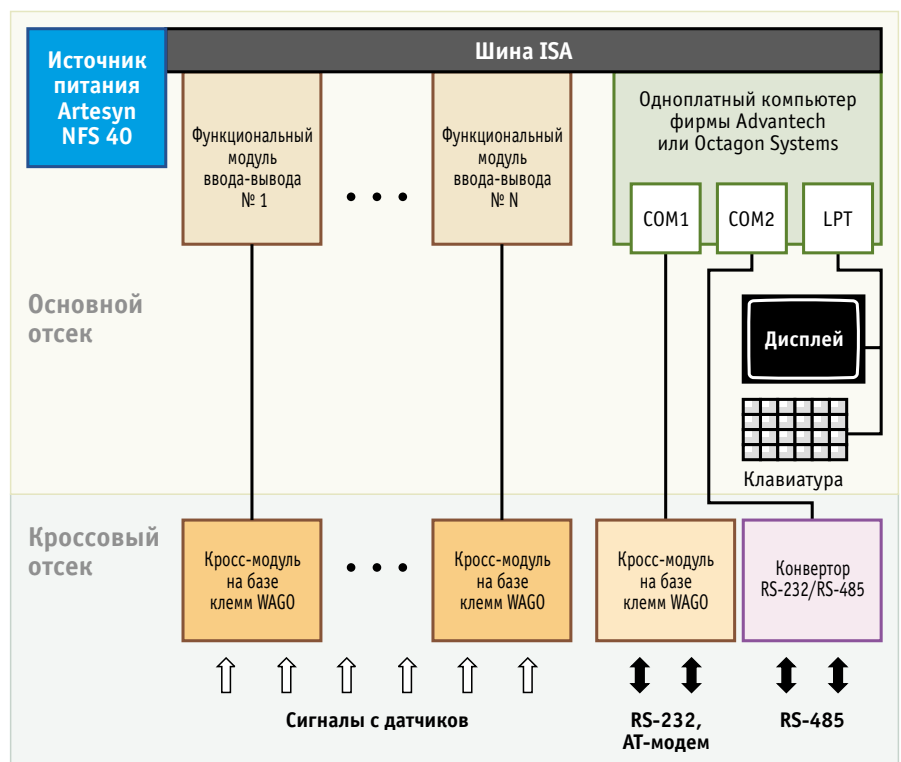 Источник
питания
Artesyn
NFS 40
Шина ISA
Функциональный
модуль
ввода-вывода
№ 1
Функциональный
модуль
ввода-вывода
№ N
Одноплатный компьютер
фирмы Advantech
или Octagon Systems
COM1
COM2
LPT
Основной
отсек
Дисплей
Клавиатура
Кроссовый
отсек
Кросс-модуль
на базе
клемм WAGO
Кросс-модуль
на базе
клемм WAGO
Кросс-модуль
на базе
клемм WAGO
Конвертор
RS-232/RS-485
Сигналы с датчиков
RS-232,
АТ-модем
RS-485